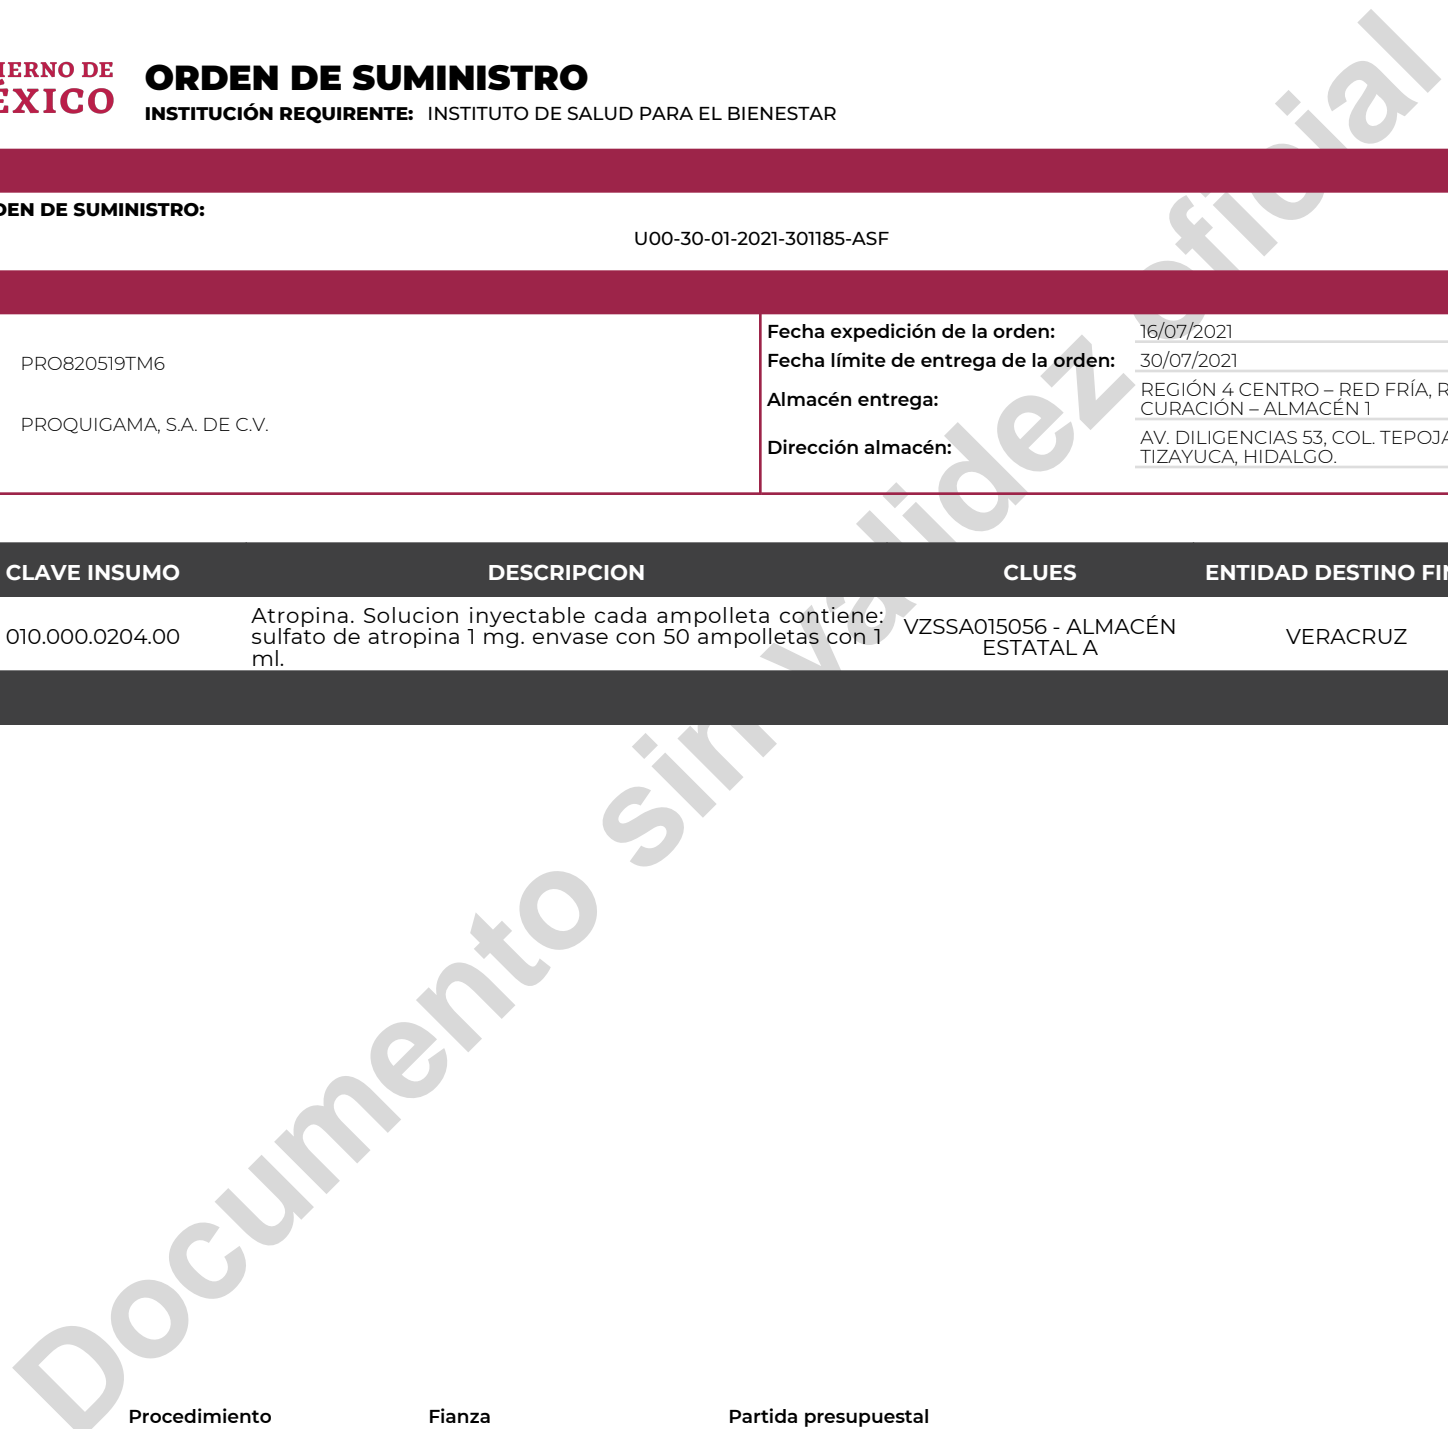 IERNO DE
ÉXICO
ORDEN DE SUMINISTRO
INSTITUCIÓN REQUIRENTE: INSTITUTO DE SALUD PARA EL BIENESTAR
DEN DE SUMINISTRO:
U00-30-01-2021-301185-ASF
PRO820519TM6
PROQUIGAMA, S.A. DE C.V.
Fecha expedición de la orden: 16/07/2021
Fecha límite de entrega de la orden: 30/07/2021
Almacén entrega: REGIÓN 4 CENTRO – RED FRÍA, R
CURACIÓN – ALMACÉN 1
Dirección almacén: AV. DILIGENCIAS 53, COL. TEPOJA
TIZAYUCA, HIDALGO.
CLAVE INSUMO DESCRIPCION CLUES ENTIDAD DESTINO FIN
010.000.0204.00
Atropina. Solucion inyectable cada ampolleta contiene:
sulfato de atropina 1 mg. envase con 50 ampolletas con 1
ml.
VZSSA015056 - ALMACÉN
ESTATAL A
VERACRUZ
Documento sin validez oficial
Procedimiento Fianza Partida presupuestal